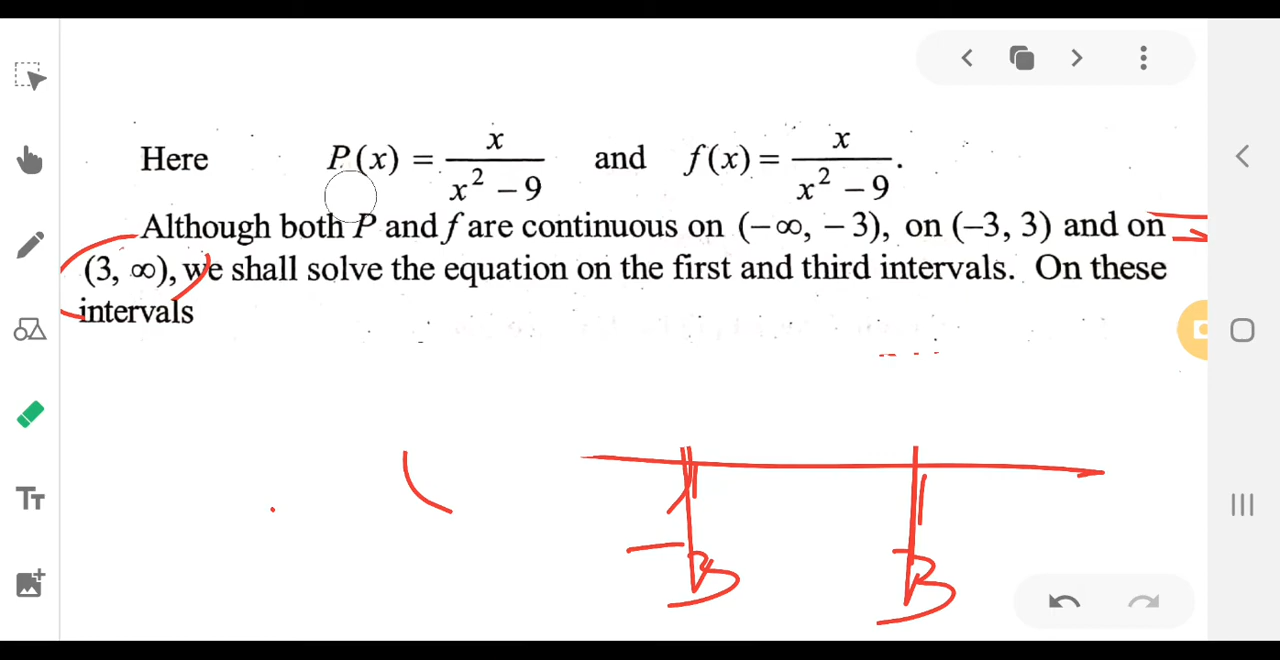 Here P(x) = x / (x² − 9) and f(x) = x / (x² − 9).
Although both P and f are continuous on (−∞, −3), on (−3, 3) and on
(3, ∞), we shall solve the equation on the first and third intervals. On these
intervals
−3 3